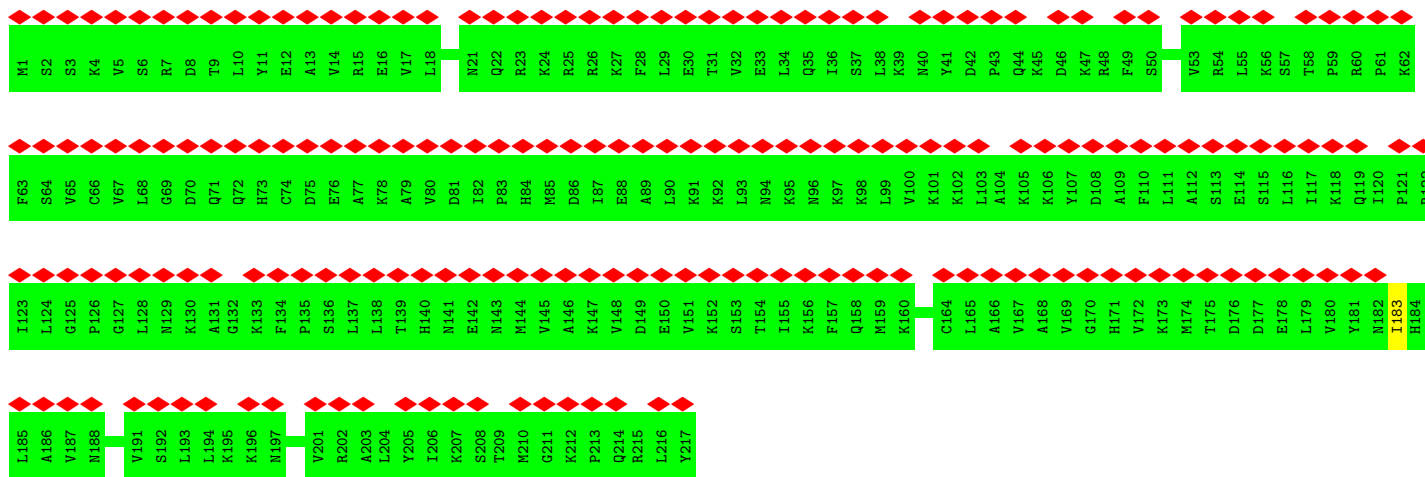 M1 S2 S3 K4 V5 S6 R7 D8 T9 L10 Y11 E12 A13 V14 R15 E16 V17 L18 N21 Q22 R23 K24 R25 R26 K27 F28 L29 E30 T31 V32 E33 L34 Q35 I36 S37 L38 K39 N40 Y41 D42 P43 Q44 K45 D46 K47 R48 F49 S50 V53 R54 L55 K56 S57 T58 P59 R60 P61 K62
F63 S64 V65 C66 V67 L68 G69 D70 Q71 Q72 H73 C74 D75 E76 A77 K78 A79 V80 D81 I82 P83 H84 M85 D86 I87 E88 A89 L90 K91 K92 L93 N94 K95 N96 K97 K98 L99 V100 K101 K102 L103 A104 K105 K106 Y107 D108 A109 F110 L111 A112 S113 E114 S115 L116 I117 K118 Q119 I120 P121
I123 L124 G125 P126 G127 L128 N129 K130 A131 G132 K133 F134 P135 S136 L137 L138 T139 H140 N141 E142 N143 M144 V145 A146 K147 V148 D149 E150 V151 K152 S153 T154 I155 K156 F157 Q158 M159 K160 C164 L165 A166 V167 A168 V169 G170 H171 V172 K173 M174 T175 D176 D177 E178 L179 V180 Y181 N182 I183 H184
L185 A186 V187 N188 V191 S192 L193 L194 K195 K196 N197 V201 R202 A203 L204 Y205 I206 K207 S208 T209 M210 G211 K212 P213 Q214 R215 L216 Y217